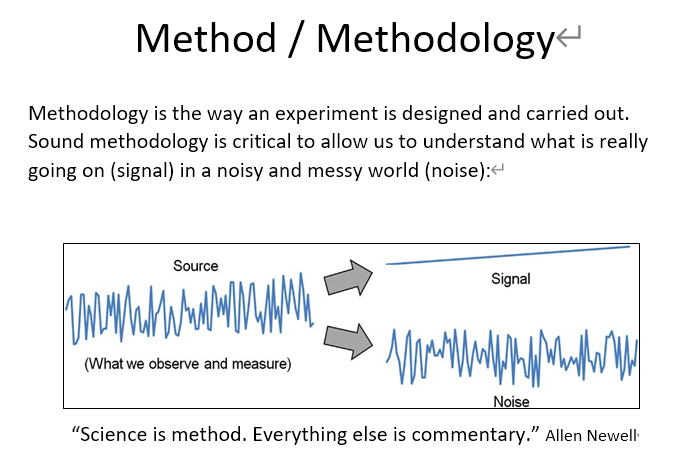 Method / Methodology↵
Methodology is the way an experiment is designed and carried out.
Sound methodology is critical to allow us to understand what is really
going on (signal) in a noisy and messy world (noise):↵
Source
Signal
(What we observe and measure)
Noise
“Science is method. Everything else is commentary.” Allen Newell